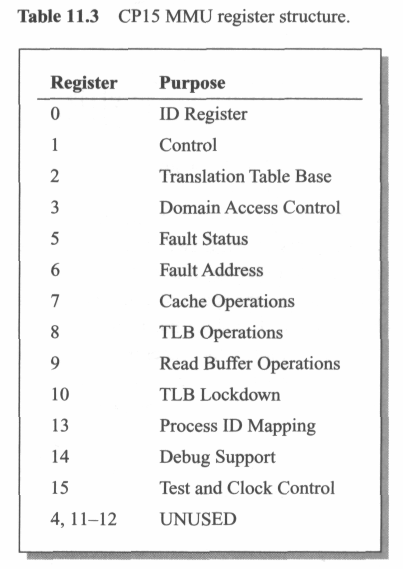 Table 11.3 CP15 MMU register structure.
Register Purpose
0 ID Register
1 Control
2 Translation Table Base
3 Domain Access Control
5 Fault Status
6 Fault Address
7 Cache Operations
8 TLB Operations
9 Read Buffer Operations
10 TLB Lockdown
13 Process ID Mapping
14 Debug Support
15 Test and Clock Control
4, 11–12 UNUSED